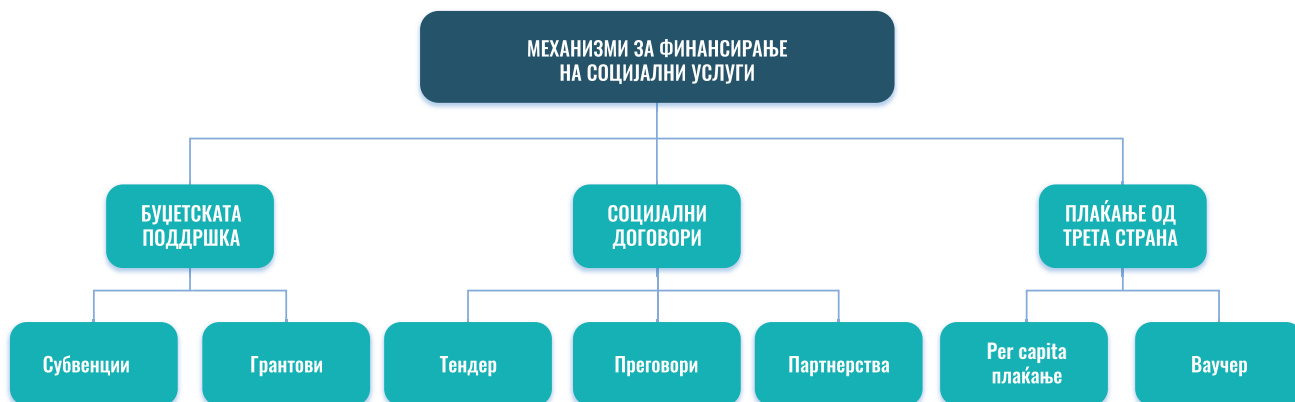 МЕХАНИЗМИ ЗА ФИНАНСИРАЊЕ
НА СОЦИЈАЛНИ УСЛУГИ
БУЏЕТСКАТА
ПОДДРШКА
СОЦИЈАЛНИ
ДОГОВОРИ
ПЛАЌАЊЕ ОД
ТРЕТА СТРАНА
Субвенции
Грантови
Тендер
Преговори
Партнерства
Per capita
плаќање
Ваучер